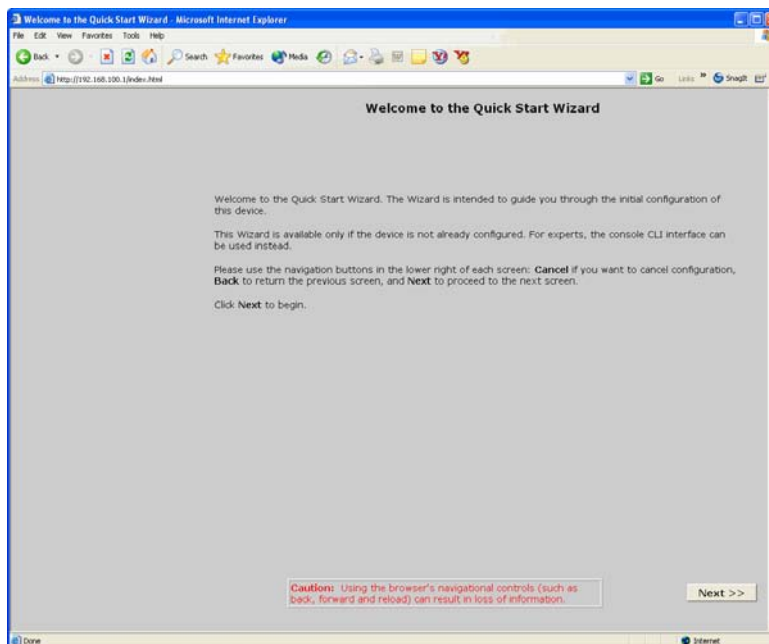 Welcome to the Quick Start Wizard - Microsoft Internet Explorer
File Edit View Favorites Tools Help
Back Search Favorites Media
Address http://192.168.100.1/index.html Go Links » SnagIt
Welcome to the Quick Start Wizard
Welcome to the Quick Start Wizard. The Wizard is intended to guide you through the initial configuration of
this device.
This Wizard is available only if the device is not already configured. For experts, the console CLI interface can
be used instead.
Please use the navigation buttons in the lower right of each screen: Cancel if you want to cancel configuration,
Back to return the previous screen, and Next to proceed to the next screen.
Click Next to begin.
Caution: Using the browser's navigational controls (such as
back, forward and reload) can result in loss of information.
Next >>
Done Internet